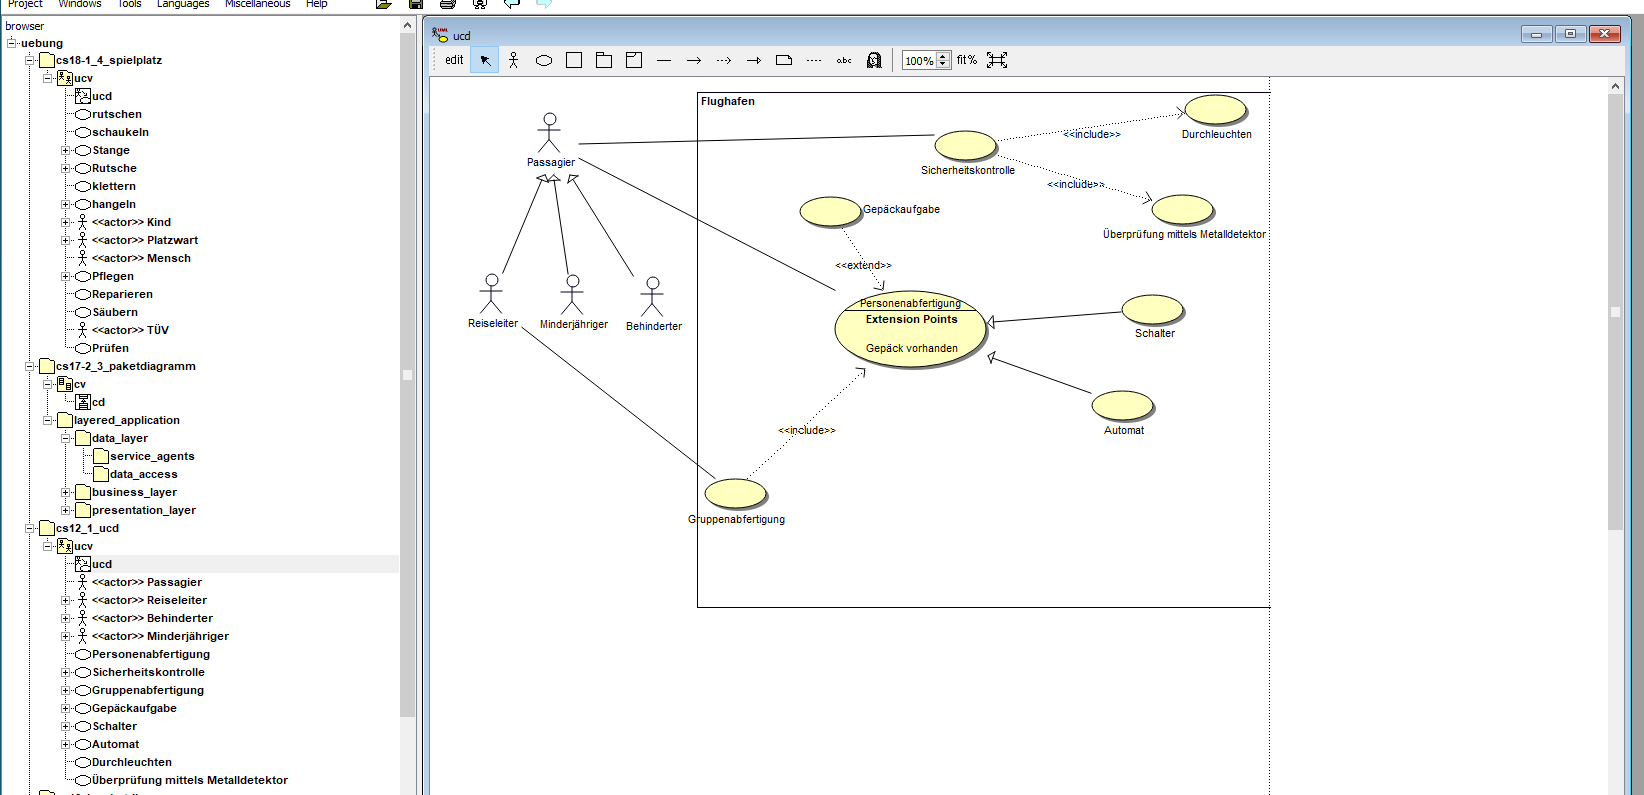 Project Windows Tools Languages Miscellaneous Help
browser
uebung
cs18-1_4_spielplatz
ucv
ucd
rutschen
schaukeln
Stange
Rutsche
klettern
hangeln
<<actor>> Kind
<<actor>> Platzwart
<<actor>> Mensch
Pflegen
Reparieren
Säubern
<<actor>> TÜV
Prüfen
cs17-2_3_paketdiagramm
cv
cd
layered_application
data_layer
service_agents
data_access
business_layer
presentation_layer
cs12_1_ucd
ucv
ucd
<<actor>> Passagier
<<actor>> Reiseleiter
<<actor>> Behinderter
<<actor>> Minderjähriger
Personenabfertigung
Sicherheitskontrolle
Gruppenabfertigung
Gepäckaufgabe
Schalter
Automat
Durchleuchten
Überprüfung mittels Metalldetektor
ucd
edit abc 100% fit%
Flughafen
Passagier
<<include>>
Durchleuchten
Sicherheitskontrolle
<<include>>
Gepäckaufgabe
Überprüfung mittels Metalldetektor
<<extend>>
Personenabfertigung
Extension Points
Gepäck vorhanden
Reiseleiter
Minderjähriger
Behinderter
Schalter
Automat
<<include>>
Gruppenabfertigung